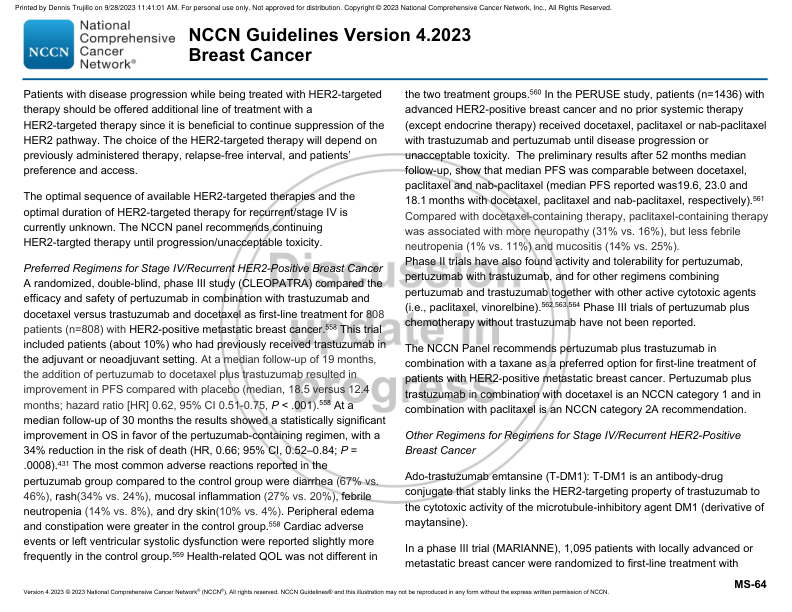 Printed by Dennis Trujillo on 9/28/2023 11:41:01 AM. For personal use only. Not approved for distribution. Copyright © 2023 National Comprehensive Cancer Network, Inc., All Rights Reserved.
NCCN
National
Comprehensive
Cancer
Network®
NCCN Guidelines Version 4.2023
Breast Cancer
Patients with disease progression while being treated with HER2-targeted
therapy should be offered additional line of treatment with a
HER2-targeted therapy since it is beneficial to continue suppression of the
HER2 pathway. The choice of the HER2-targeted therapy will depend on
previously administered therapy, relapse-free interval, and patients'
preference and access.
The optimal sequence of available HER2-targeted therapies and the
optimal duration of HER2-targeted therapy for recurrent/stage IV is
currently unknown. The NCCN panel recommends continuing
HER2-targted therapy until progression/unacceptable toxicity.
Preferred Regimens for Stage IV/Recurrent HER2-Positive Breast Cancer
A randomized, double-blind, phase III study (CLEOPATRA) compared the
efficacy and safety of pertuzumab in combination with trastuzumab and
docetaxel versus trastuzumab and docetaxel as first-line treatment for 808
patients (n=808) with HER2-positive metastatic breast cancer.558 This trial
included patients (about 10%) who had previously received trastuzumab in
the adjuvant or neoadjuvant setting. At a median follow-up of 19 months,
the addition of pertuzumab to docetaxel plus trastuzumab resulted in
improvement in PFS compared with placebo (median, 18.5 versus 12.4
months; hazard ratio [HR] 0.62, 95% CI 0.51-0.75, P < .001).558 At a
median follow-up of 30 months the results showed a statistically significant
improvement in OS in favor of the pertuzumab-containing regimen, with a
34% reduction in the risk of death (HR, 0.66; 95% CI, 0.52–0.84; P =
.0008).431 The most common adverse reactions reported in the
pertuzumab group compared to the control group were diarrhea (67% vs.
46%), rash(34% vs. 24%), mucosal inflammation (27% vs. 20%), febrile
neutropenia (14% vs. 8%), and dry skin(10% vs. 4%). Peripheral edema
and constipation were greater in the control group.558 Cardiac adverse
events or left ventricular systolic dysfunction were reported slightly more
frequently in the control group.559 Health-related QOL was not different in
the two treatment groups.560 In the PERUSE study, patients (n=1436) with
advanced HER2-positive breast cancer and no prior systemic therapy
(except endocrine therapy) received docetaxel, paclitaxel or nab-paclitaxel
with trastuzumab and pertuzumab until disease progression or
unacceptable toxicity. The preliminary results after 52 months median
follow-up, show that median PFS was comparable between docetaxel,
paclitaxel and nab-paclitaxel (median PFS reported was19.6, 23.0 and
18.1 months with docetaxel, paclitaxel and nab-paclitaxel, respectively).561
Compared with docetaxel-containing therapy, paclitaxel-containing therapy
was associated with more neuropathy (31% vs. 16%), but less febrile
neutropenia (1% vs. 11%) and mucositis (14% vs. 25%).
Phase II trials have also found activity and tolerability for pertuzumab,
pertuzumab with trastuzumab, and for other regimens combining
pertuzumab and trastuzumab together with other active cytotoxic agents
(i.e., paclitaxel, vinorelbine).562,563,564 Phase III trials of pertuzumab plus
chemotherapy without trastuzumab have not been reported.
The NCCN Panel recommends pertuzumab plus trastuzumab in
combination with a taxane as a preferred option for first-line treatment of
patients with HER2-positive metastatic breast cancer. Pertuzumab plus
trastuzumab in combination with docetaxel is an NCCN category 1 and in
combination with paclitaxel is an NCCN category 2A recommendation.
Other Regimens for Regimens for Stage IV/Recurrent HER2-Positive
Breast Cancer
Ado-trastuzumab emtansine (T-DM1): T-DM1 is an antibody-drug
conjugate that stably links the HER2-targeting property of trastuzumab to
the cytotoxic activity of the microtubule-inhibitory agent DM1 (derivative of
maytansine).
In a phase III trial (MARIANNE), 1,095 patients with locally advanced or
metastatic breast cancer were randomized to first-line treatment with
Discussion
update in
progress
MS-64
Version 4.2023 © 2023 National Comprehensive Cancer Network® (NCCN®), All rights reserved. NCCN Guidelines® and this illustration may not be reproduced in any form without the express written permission of NCCN.